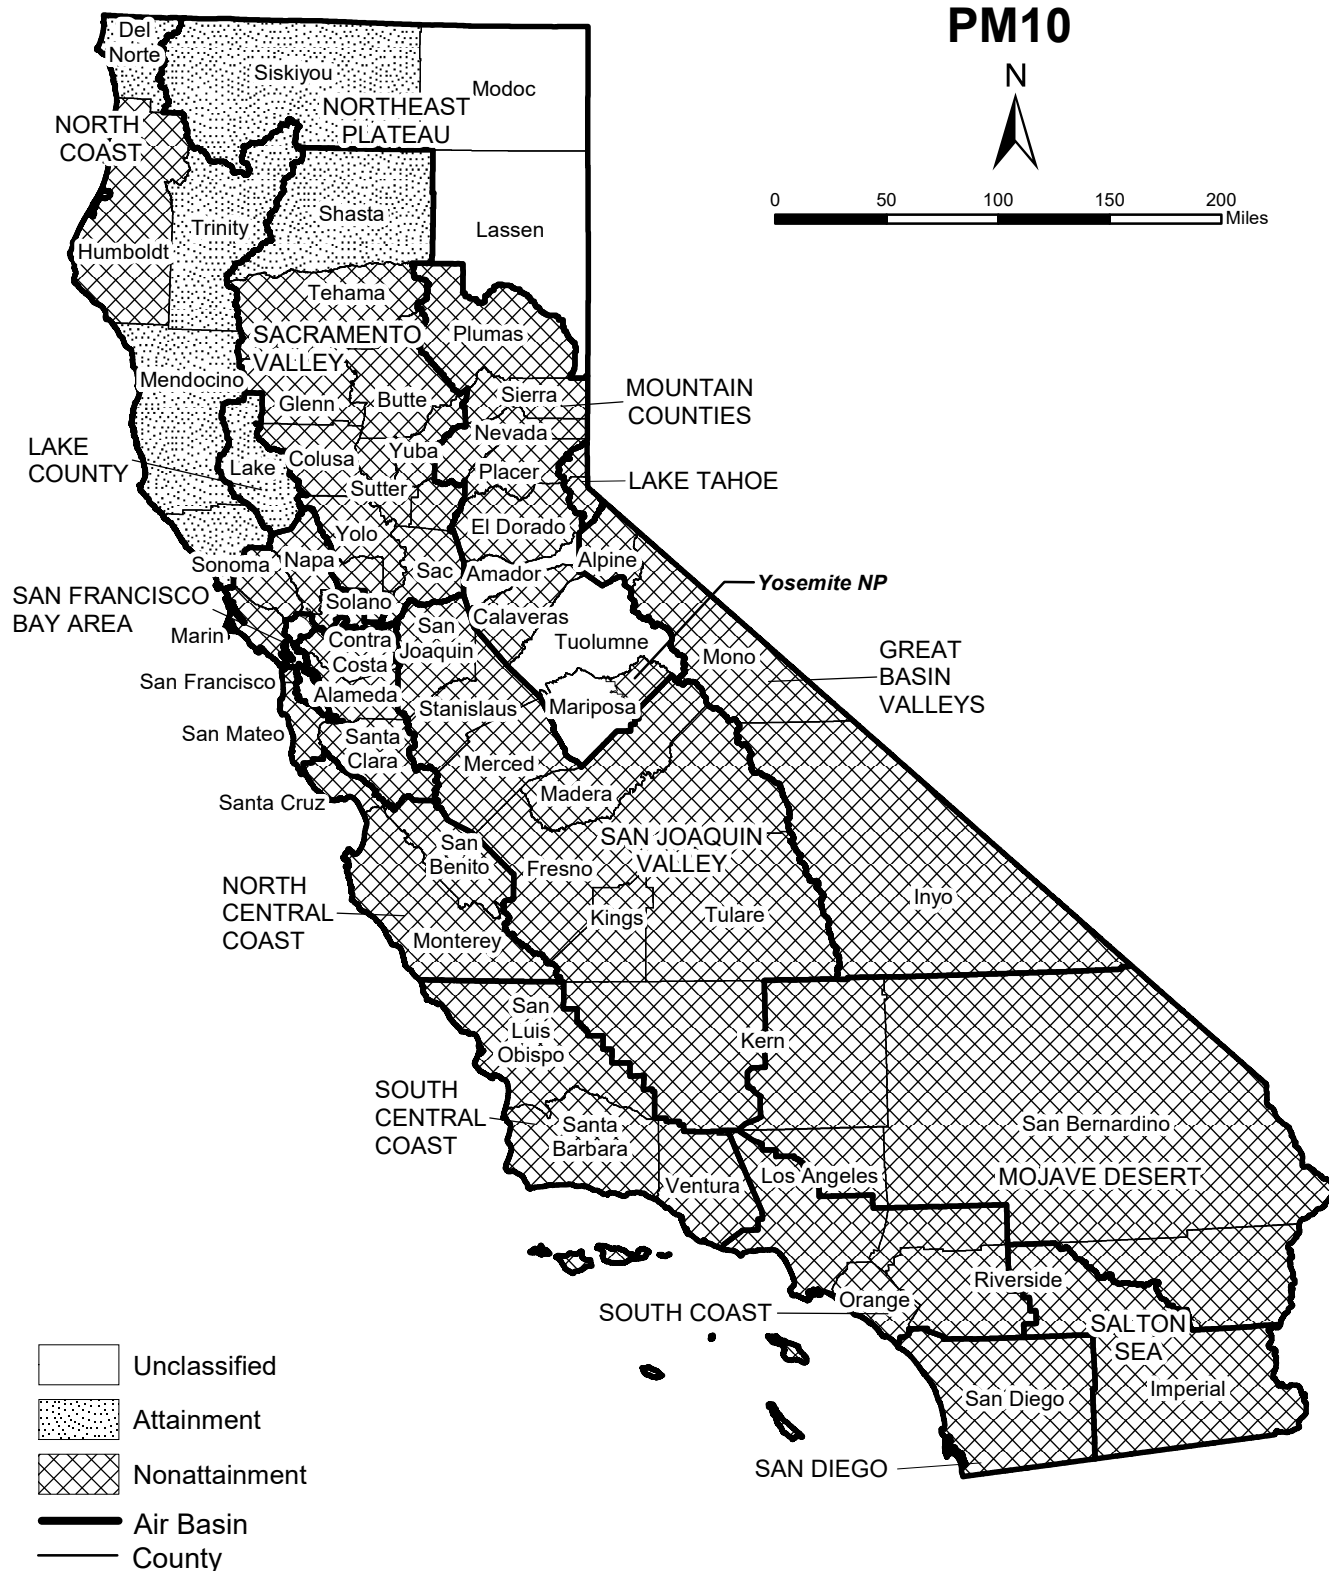 PM10
N
0 50 100 150 200
Miles
Del
Norte
Siskiyou
Modoc
NORTHEAST
PLATEAU
NORTH
COAST
Shasta
Trinity
Lassen
Humboldt
Tehama
SACRAMENTO
VALLEY
Plumas
Mendocino
Glenn
Butte
Sierra
MOUNTAIN
COUNTIES
Nevada
LAKE
COUNTY
Lake
Colusa
Yuba
Placer
LAKE TAHOE
Sutter
El Dorado
Yolo
Sonoma
Napa
Sac
Amador
Alpine
Yosemite NP
SAN FRANCISCO
BAY AREA
Solano
Calaveras
Marin
Contra
Costa
San
Joaquin
Tuolumne
Mono
GREAT
BASIN
VALLEYS
San Francisco
Alameda
Stanislaus
Mariposa
San Mateo
Santa
Clara
Merced
Santa Cruz
Madera
San
Benito
SAN JOAQUIN
VALLEY
Fresno
NORTH
CENTRAL
COAST
Kings
Tulare
Inyo
Monterey
San
Luis
Obispo
Kern
SOUTH
CENTRAL
COAST
Santa
Barbara
San Bernardino
Ventura
Los Angeles
MOJAVE DESERT
Riverside
Orange
SOUTH COAST
SALTON
SEA
San Diego
Imperial
SAN DIEGO
Unclassified
Attainment
Nonattainment
Air Basin
County